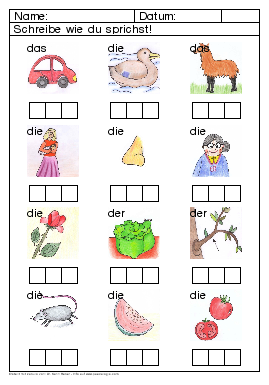 Name: Datum:
Schreibe wie du sprichst!
das die das
die die die
die der der
die die die